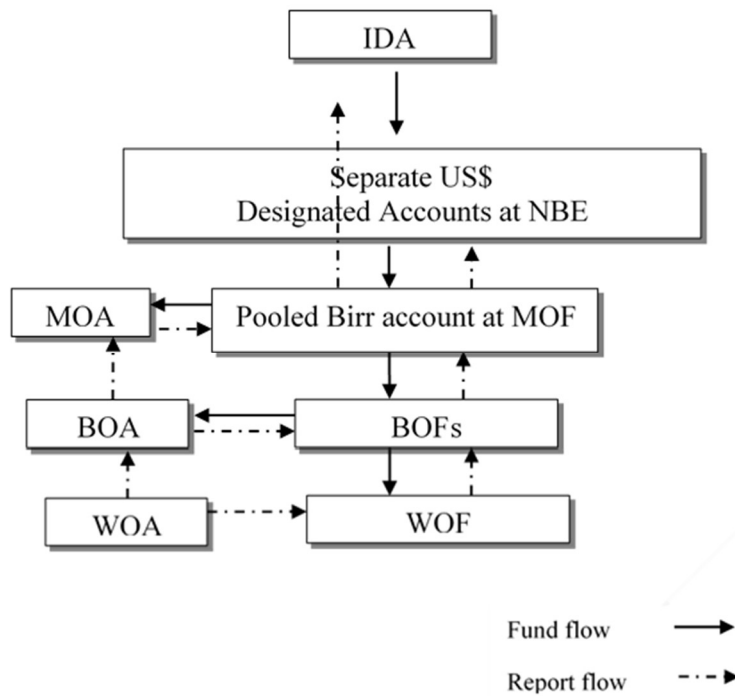 IDA
Separate US$
Designated Accounts at NBE
MOA
Pooled Birr account at MOF
BOA
BOFs
WOA
WOF
Fund flow
Report flow